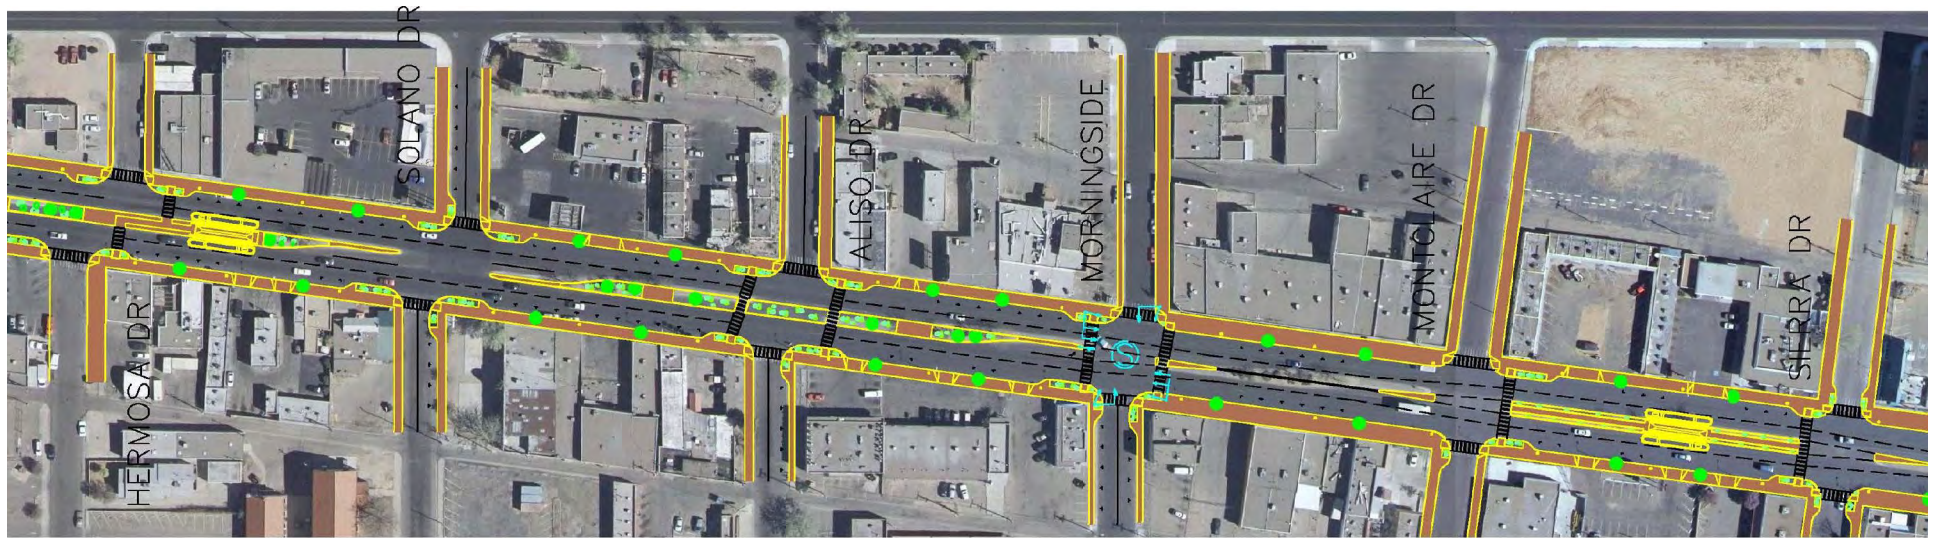 HERMOSA DR
SOLANO DR
ALISO DR
MORNINGSIDE
MONTCLAIRE DR
SIERRA DR
S